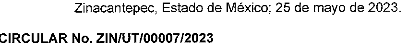 Zinacantepec, Estado de México; 25 de mayo de 2023.
CIRCULAR No. ZIN/UT/00007/2023